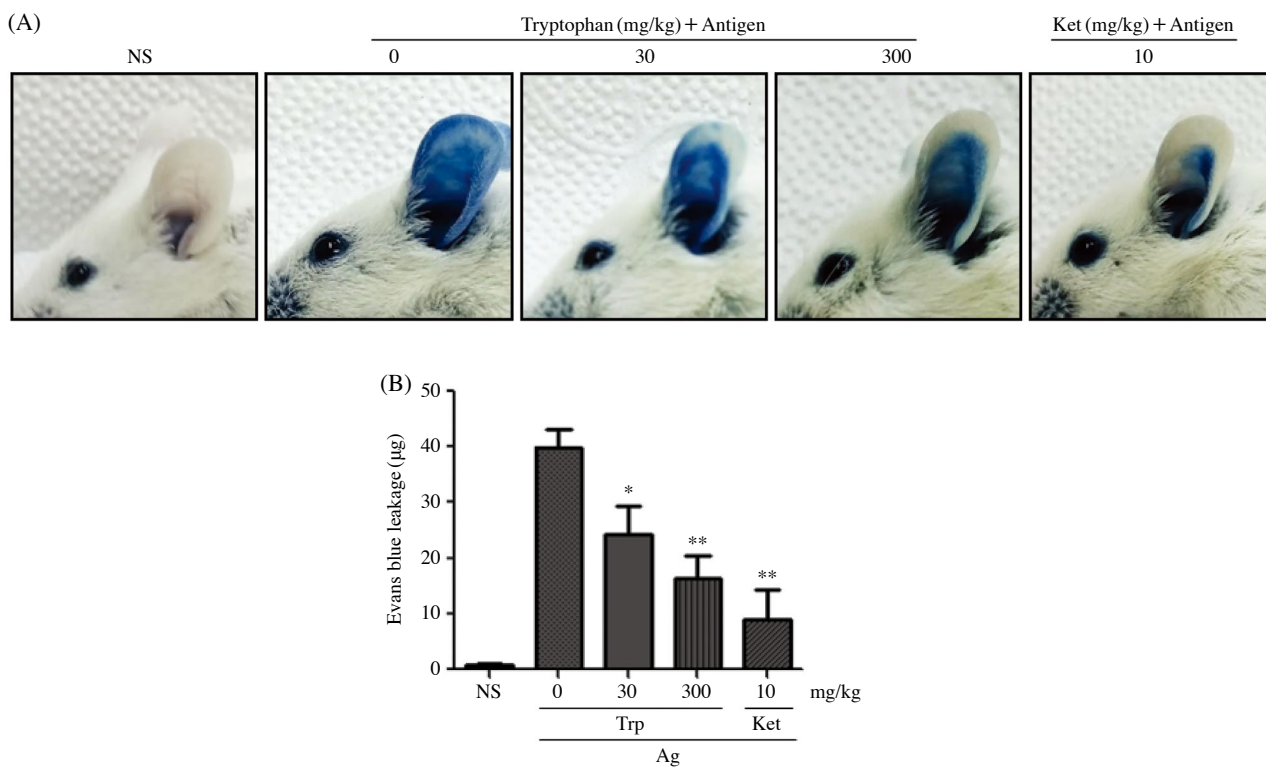 (A)
Tryptophan (mg/kg) + Antigen
Ket (mg/kg) + Antigen
NS
0
30
300
10
(B)
Evans blue leakage (µg)
50
40
30
20
10
0
*
**
**
NS
0
30
300
10
mg/kg
Trp
Ket
Ag